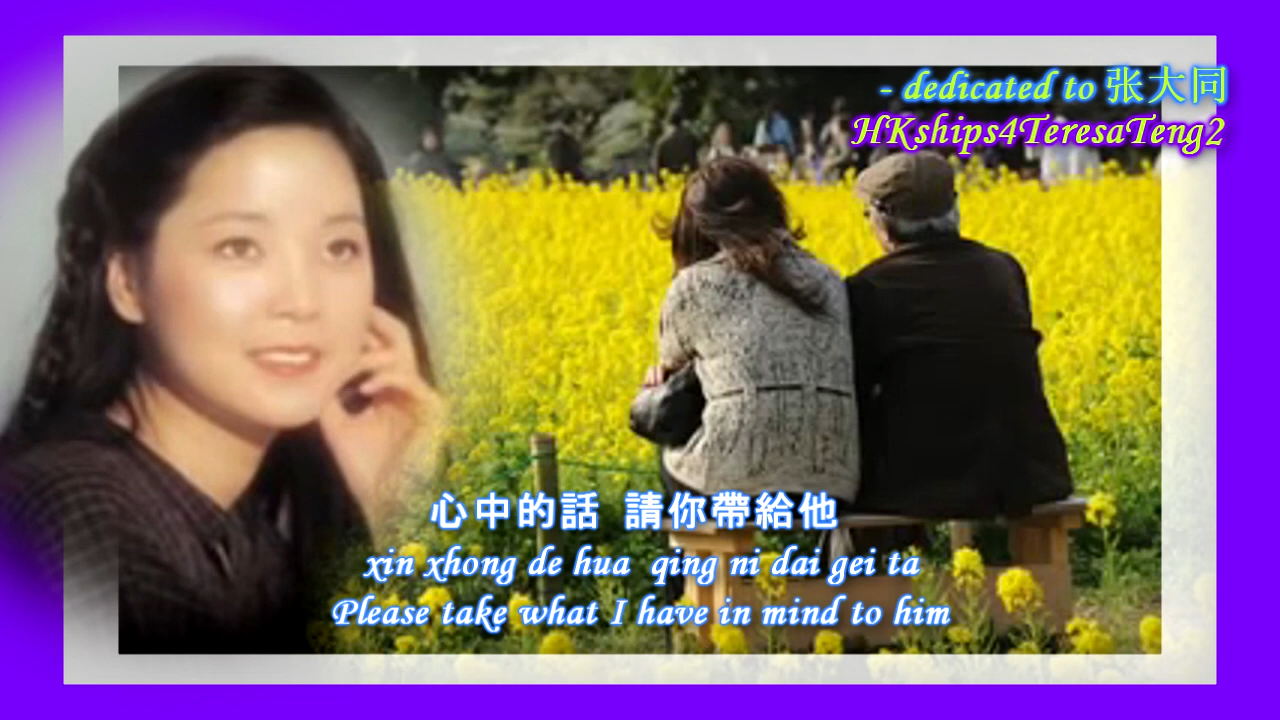 - dedicated to 张大同
HKships4TeresaTeng2
心中的話 請你帶給他
xin xhong de hua qing ni dai gei ta
Please take what I have in mind to him